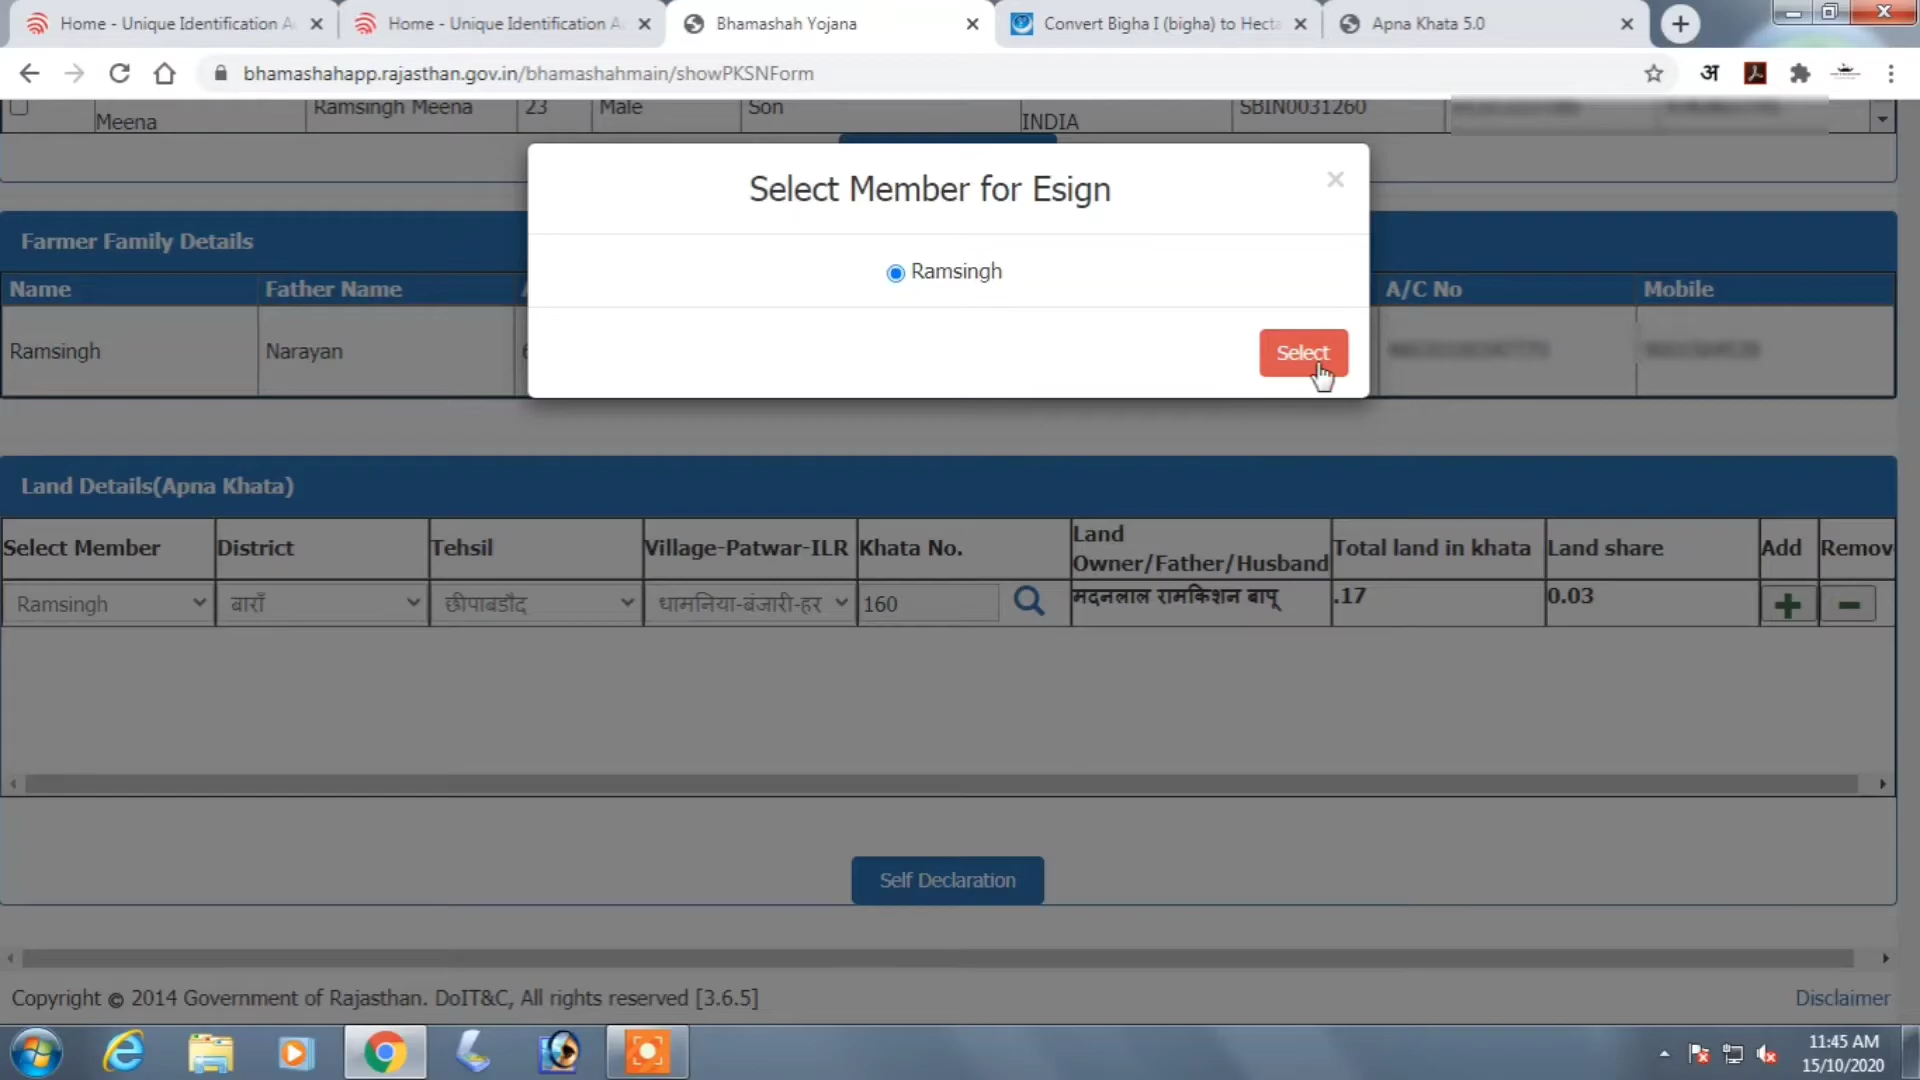 Home - Unique Identification A
Home - Unique Identification A
Bhamashah Yojana
Convert Bigha I (bigha) to Hecta
Apna Khata 5.0
bhamashahapp.rajasthan.gov.in/bhamashahmain/showPKSNForm
अ
Meena
Ramsingh Meena
23
Male
Son
INDIA
SBIN0031260
Select Member for Esign
Ramsingh
Select
Farmer Family Details
Name
Father Name
A/C No
Mobile
Ramsingh
Narayan
Land Details(Apna Khata)
Select Member
District
Tehsil
Village-Patwar-ILR
Khata No.
Land
Owner/Father/Husband
Total land in khata
Land share
Add
Remov
Ramsingh
बाराँ
छीपाबडौद
धामनिया-बंजारी-हर
160
मदनलाल रामकिशन बापू
.17
0.03
Self Declaration
Copyright © 2014 Government of Rajasthan. DoIT&C, All rights reserved [3.6.5]
Disclaimer
11:45 AM
15/10/2020